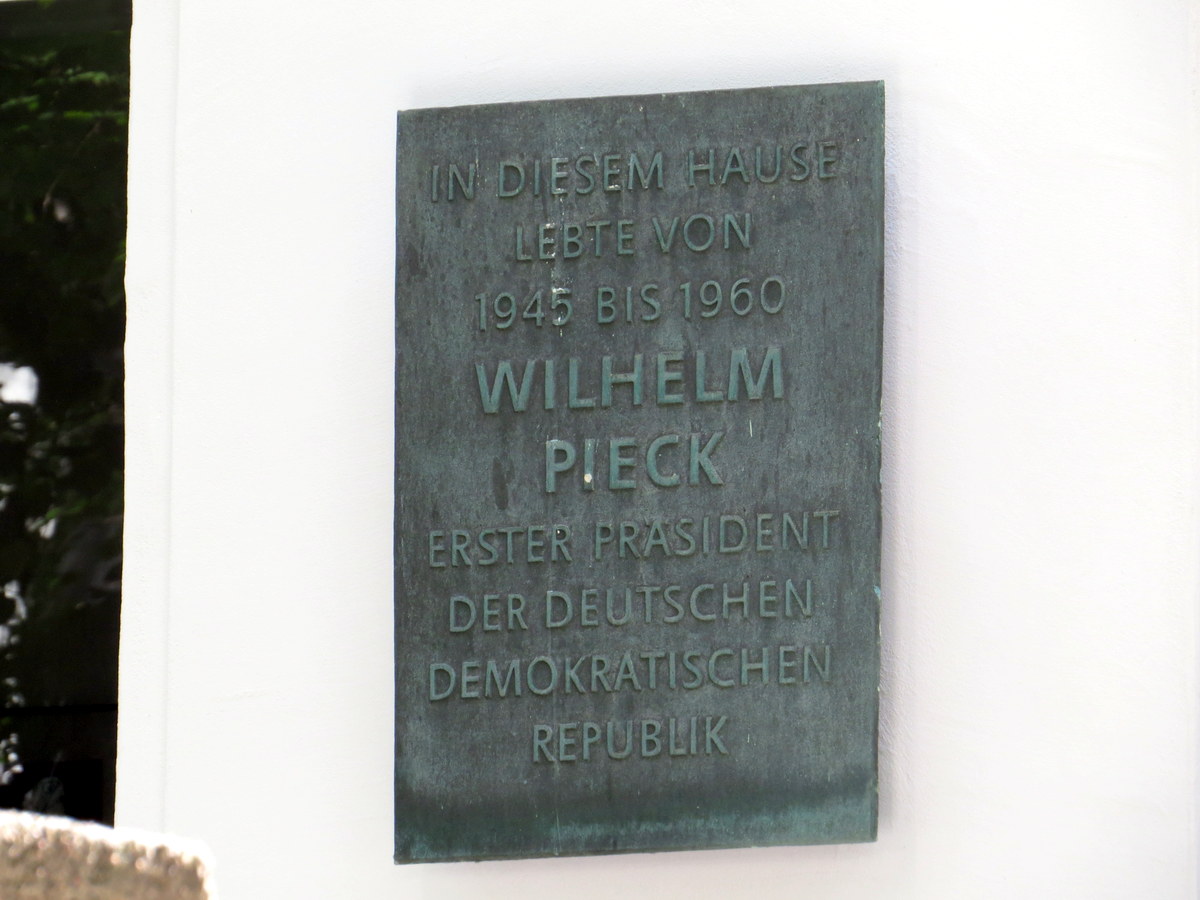 IN DIESEM HAUSE
LEBTE VON
1945 BIS 1960
WILHELM
PIECK
ERSTER PRÄSIDENT
DER DEUTSCHEN
DEMOKRATISCHEN
REPUBLIK